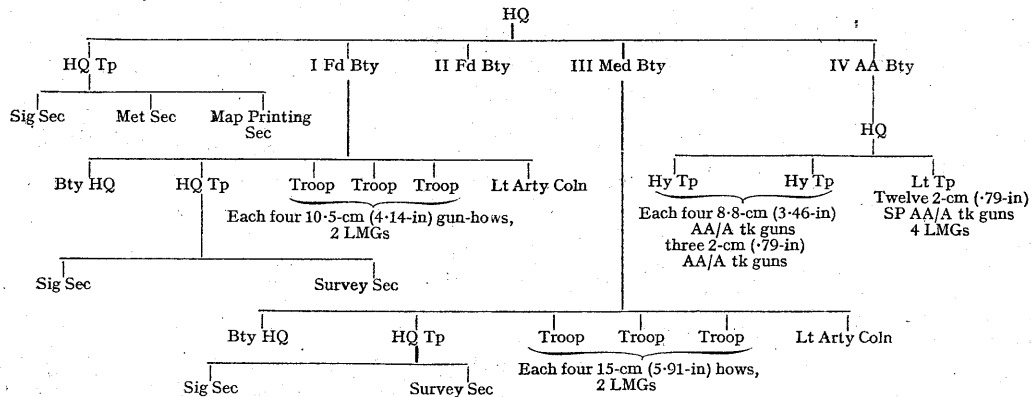 HQ
HQ Tp I Fd Bty II Fd Bty III Med Bty IV AA Bty
Sig Sec Met Sec Map Printing
Sec
HQ
Bty HQ HQ Tp Troop Troop Troop Lt Arty Coln
Each four 10·5-cm (4·14-in) gun-hows,
2 LMGs
Hy Tp Hy Tp Lt Tp
Each four 8·8-cm (3·46-in)
AA/A tk guns
three 2-cm (·79-in)
AA/A tk guns
Twelve 2-cm (·79-in)
SP AA/A tk guns
4 LMGs
Sig Sec Survey Sec
Bty HQ HQ Tp Troop Troop Troop Lt Arty Coln
Each four 15-cm (5·91-in) hows,
2 LMGs
Sig Sec Survey Sec